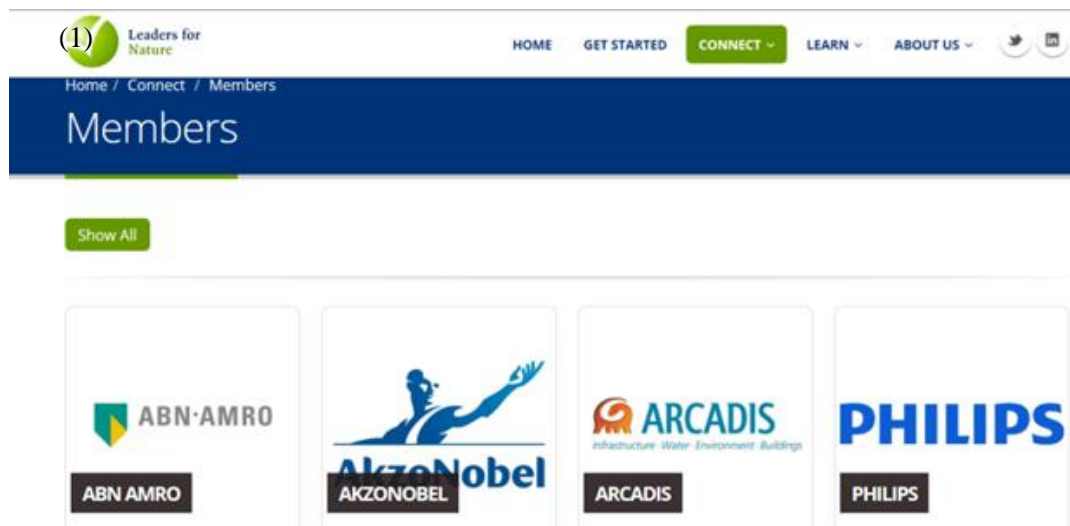 (1)
Leaders for
Nature
HOME GET STARTED CONNECT LEARN ABOUT US
Home / Connect / Members
Members
Show All
ABN·AMRO
AkzoNobel
ARCADIS
Infrastructure Water Environment Buildings
PHILIPS
ABN AMRO
AKZONOBEL
ARCADIS
PHILIPS